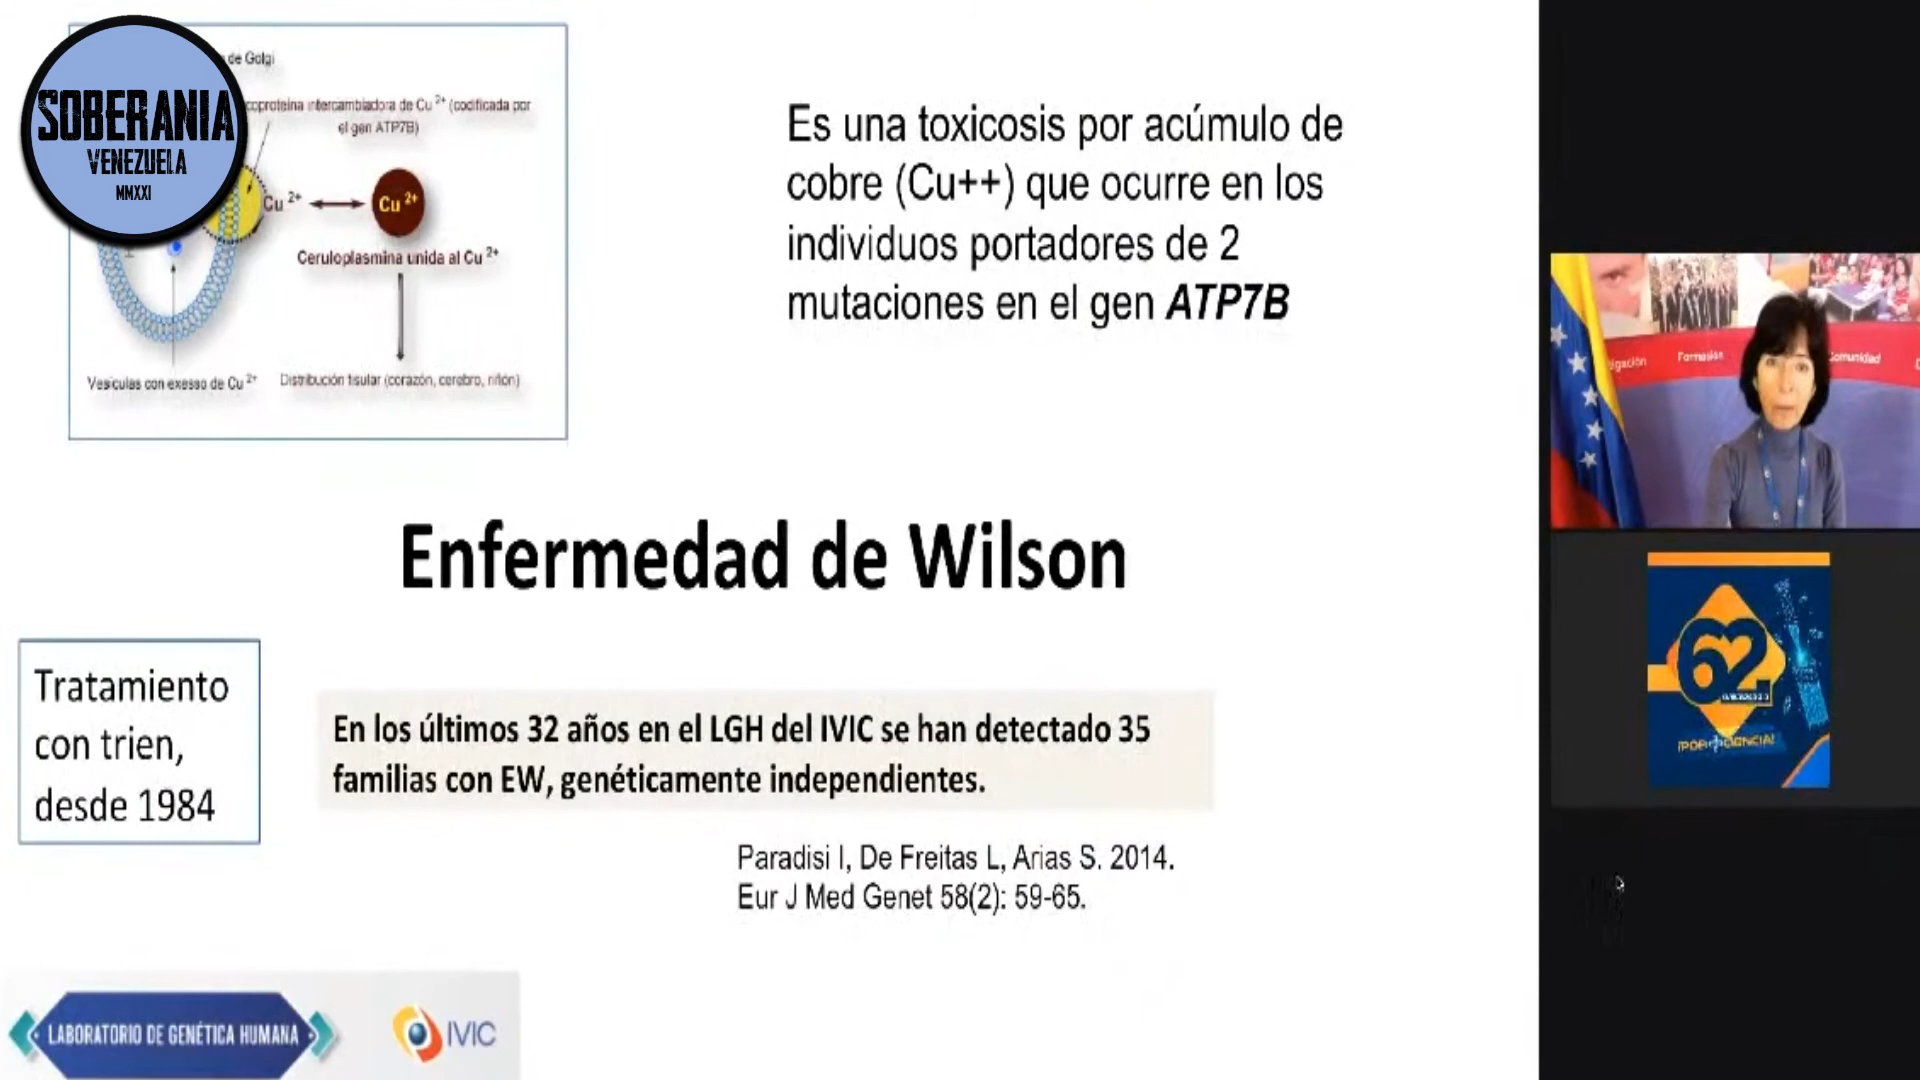 SOBERANIA
VENEZUELA
MMXXI
de Golgi
coproteína intercambiadora de Cu 2+ (codificada por
el gen ATP7B)
Cu 2+
Cu 2+
Ceruloplasmina unida al Cu 2+
Vesículas con exesso de Cu 2+
Distribución tisular (corazón, cerebro, riñón)
Es una toxicosis por acúmulo de
cobre (Cu++) que ocurre en los
individuos portadores de 2
mutaciones en el gen ATP7B
Enfermedad de Wilson
Tratamiento
con trien,
desde 1984
En los últimos 32 años en el LGH del IVIC se han detectado 35
familias con EW, genéticamente independientes.
Paradisi I, De Freitas L, Arias S. 2014.
Eur J Med Genet 58(2): 59-65.
LABORATORIO DE GENÉTICA HUMANA
IVIC
Formación
62